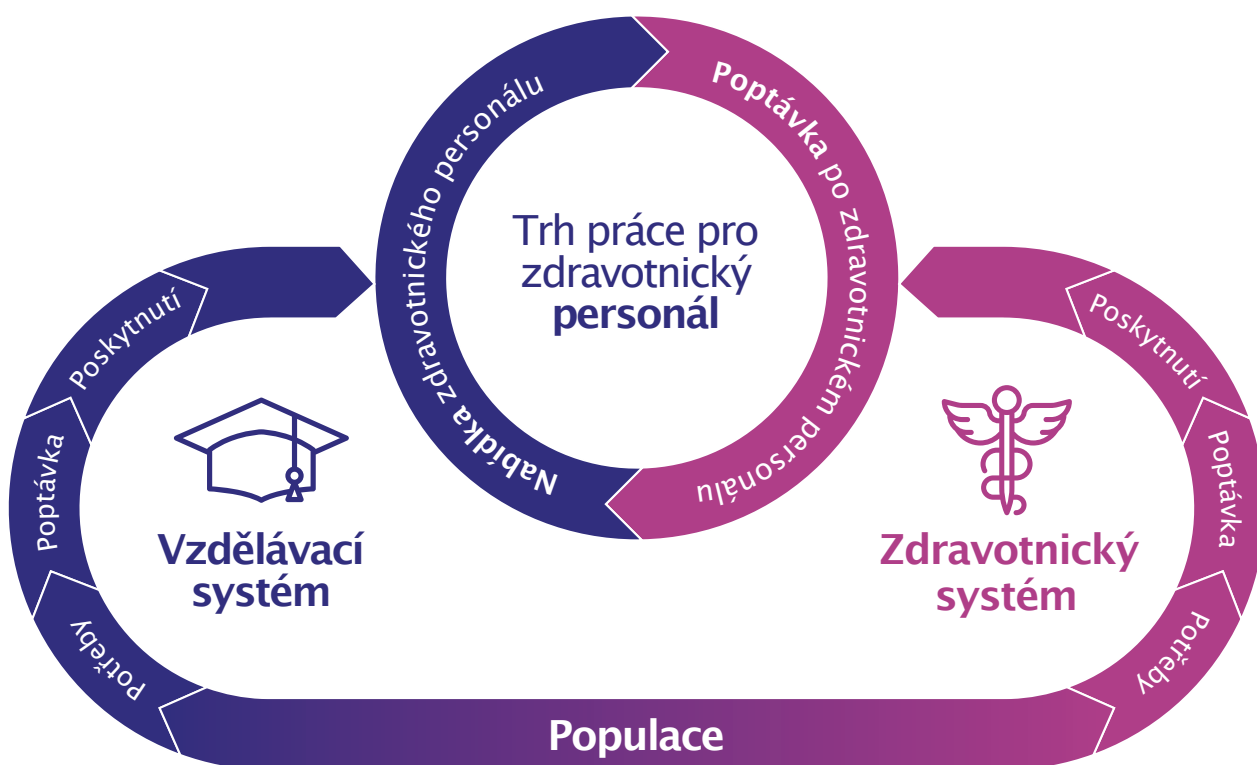 Nabídka zdravotnického personálu
Poptávka po zdravotnickém personálu
Trh práce pro
zdravotnický
personál
Poskytnutí
Poptávka
Potřeby
Vzdělávací
systém
Poskytnutí
Poptávka
Potřeby
Zdravotnický
systém
Populace